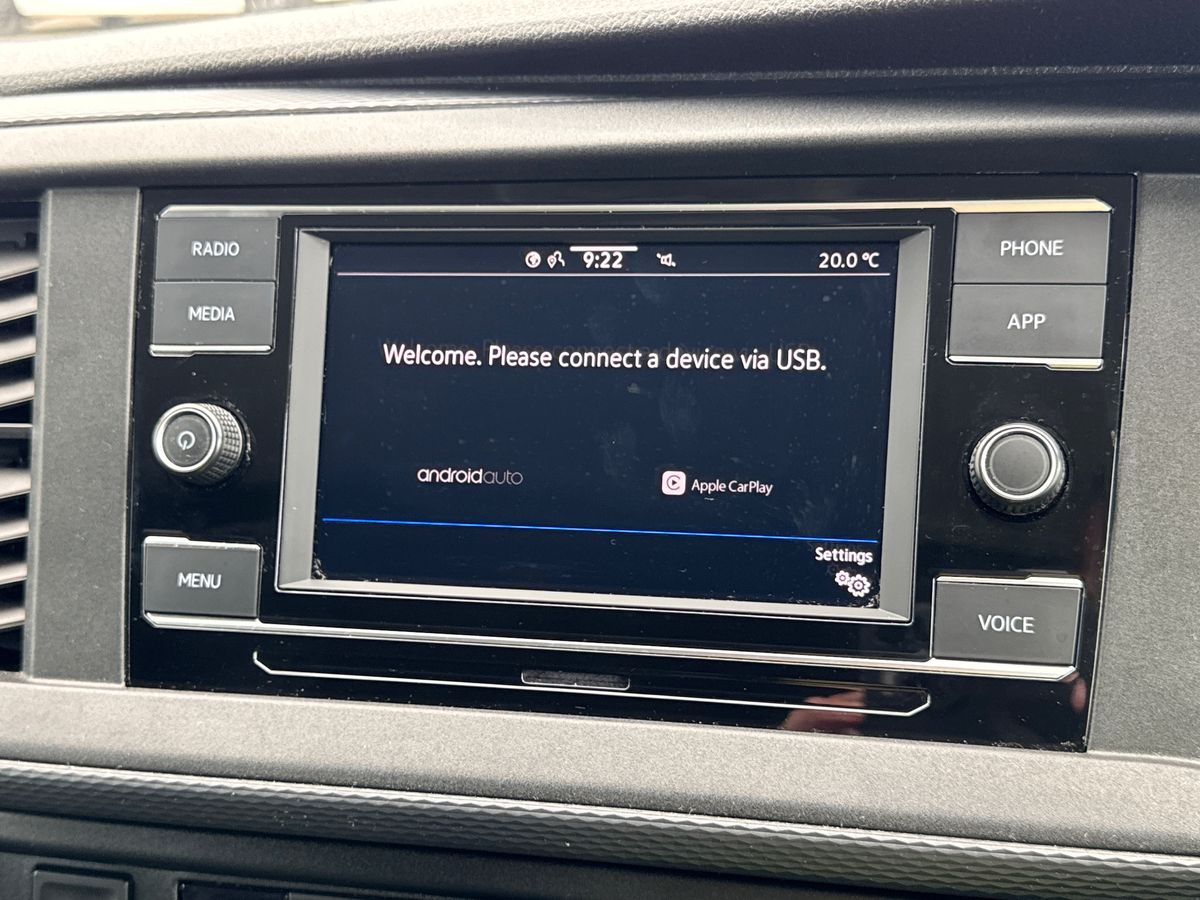 RADIO
MEDIA
MENU
9:22
20.0 °C
Welcome. Please connect a device via USB.
androidauto
Apple CarPlay
Settings
PHONE
APP
VOICE